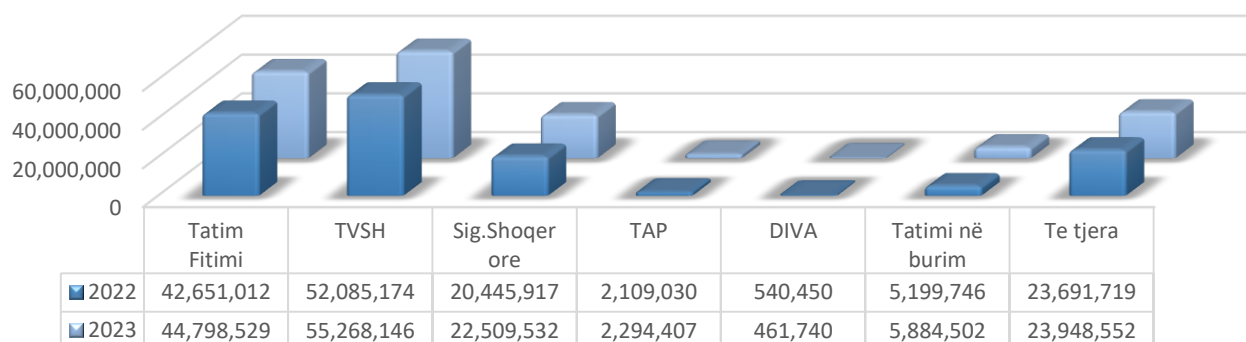 60,000,000
40,000,000
20,000,000
0
Tatim Fitimi TVSH Sig.Shoqerore TAP DIVA Tatimi në burim Te tjera
2022 42,651,012 52,085,174 20,445,917 2,109,030 540,450 5,199,746 23,691,719
2023 44,798,529 55,268,146 22,509,532 2,294,407 461,740 5,884,502 23,948,552